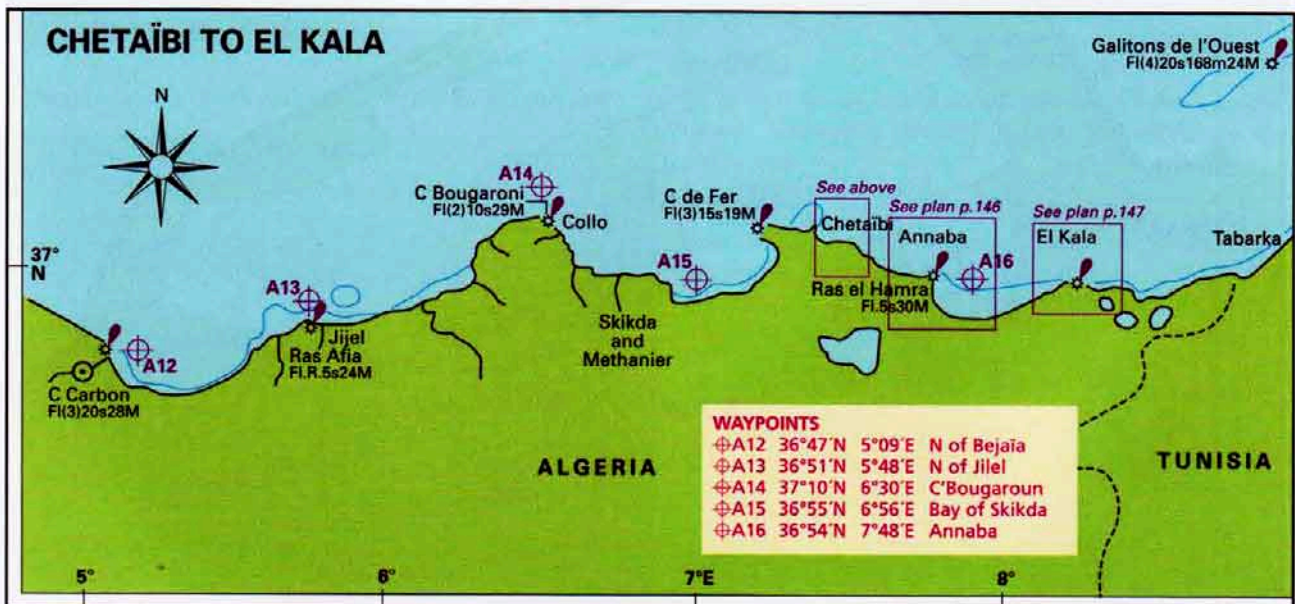 CHETAÏBI TO EL KALA
Galitons de l'Ouest
Fl(4)20s168m24M
N
A14
C Bougaroni
Fl(2)10s29M
Collo
C de Fer
Fl(3)15s19M
See above
Chetaïbi
See plan p.146
Annaba
See plan p.147
El Kala
Tabarka
37°
N
A13
A15
A16
Ras el Hamra
Fl.5s30M
Jijel
Ras Afia
Fl.R.5s24M
Skikda
and
Methanier
A12
C Carbon
Fl(3)20s28M
WAYPOINTS
A12 36°47'N 5°09'E N of Bejaïa
A13 36°51'N 5°48'E N of Jilel
A14 37°10'N 6°30'E C'Bougaroun
A15 36°55'N 6°56'E Bay of Skikda
A16 36°54'N 7°48'E Annaba
ALGERIA
TUNISIA
5°
6°
7°E
8°